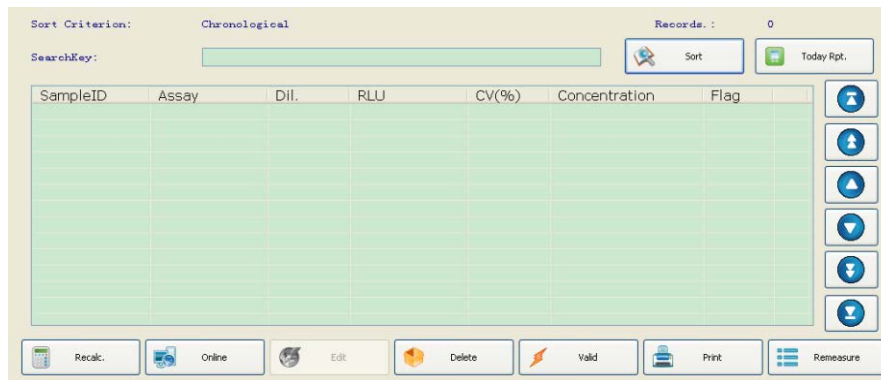 Sort Criterion: Chronological Records.: 0
SearchKey: Sort Today Rpt.
SampleID Assay Dil. RLU CV(%) Concentration Flag
Recalc. Online Edit Delete Valid Print Remeasure